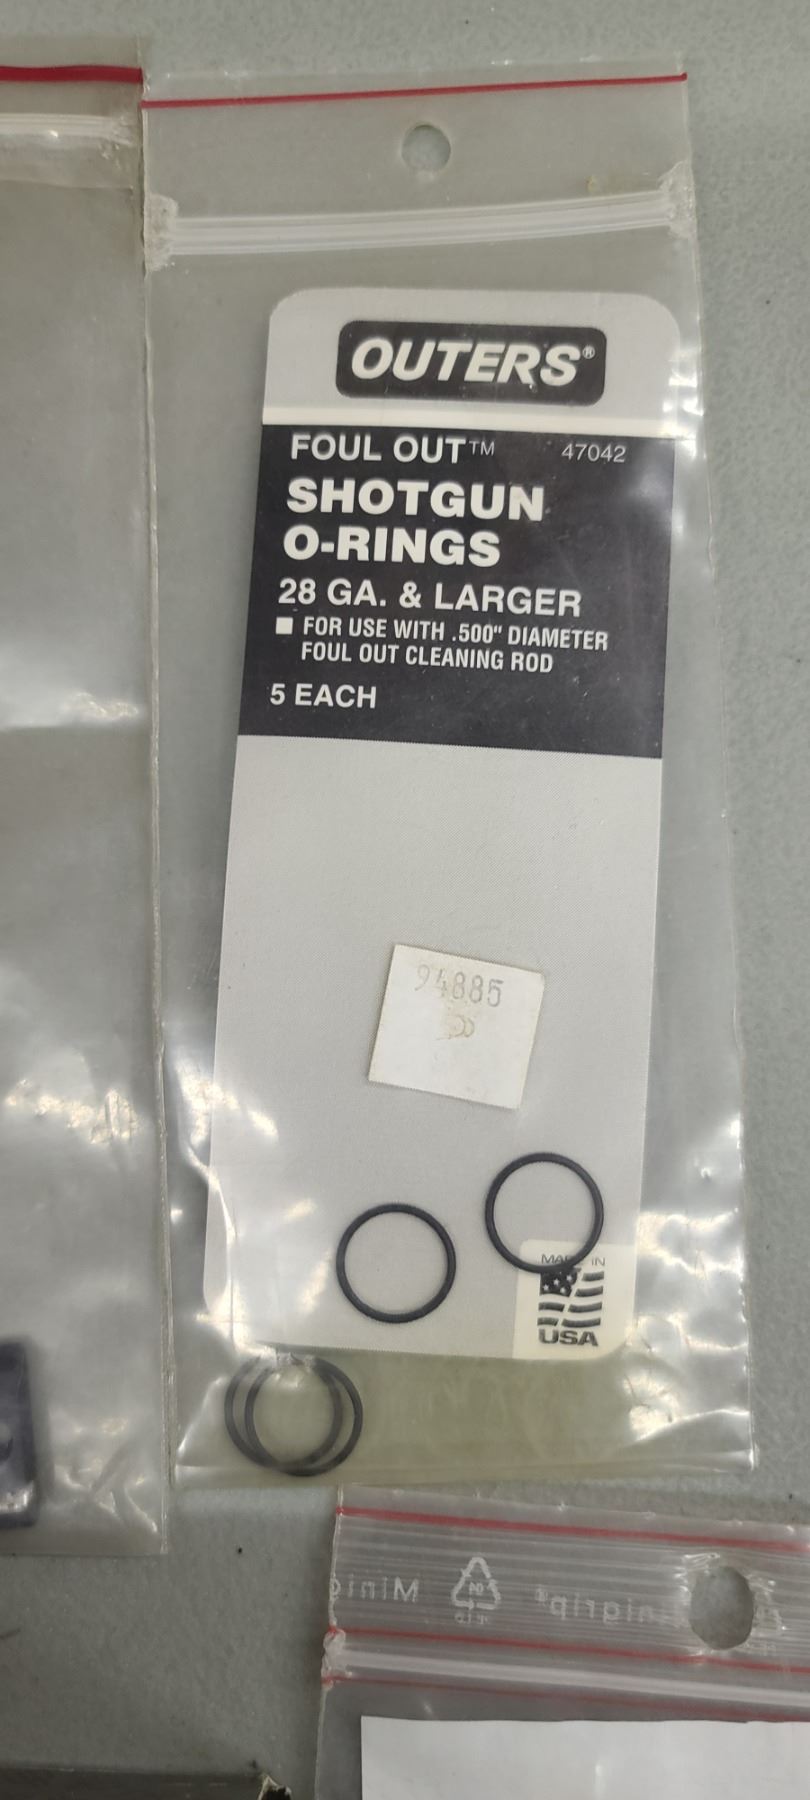 OUTERS®
FOUL OUT™ 47042
SHOTGUN
O-RINGS
28 GA. & LARGER
■ FOR USE WITH .500" DIAMETER
FOUL OUT CLEANING ROD
5 EACH
94885
MADE IN
USA
Minigrip®